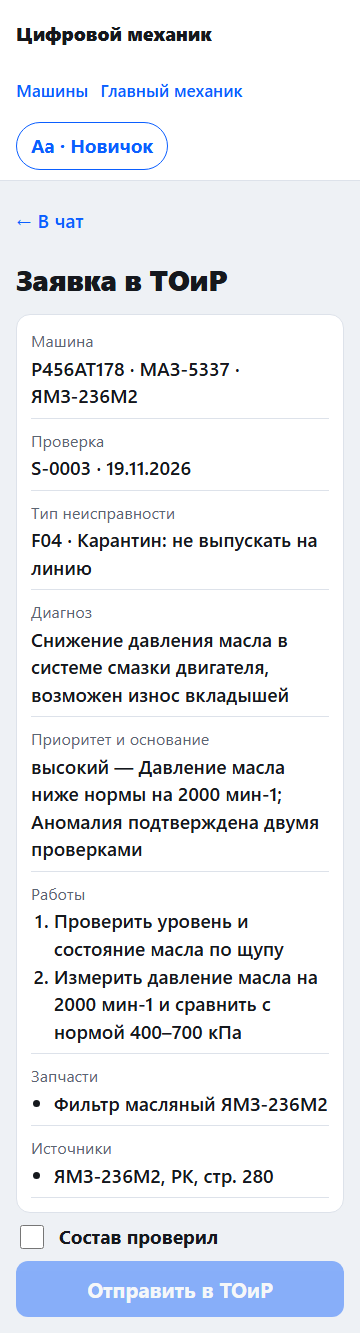 Цифровой механик
Машины Главный механик
Aa · Новичок
← В чат
Заявка в ТОиР
Машина
Р456АТ178 · МАЗ-5337 ·
ЯМЗ-236М2
Проверка
S-0003 · 19.11.2026
Тип неисправности
F04 · Карантин: не выпускать на
линию
Диагноз
Снижение давления масла в
системе смазки двигателя,
возможен износ вкладышей
Приоритет и основание
высокий — Давление масла
ниже нормы на 2000 мин-1;
Аномалия подтверждена двумя
проверками
Работы
1. Проверить уровень и
состояние масла по щупу
2. Измерить давление масла на
2000 мин-1 и сравнить с
нормой 400–700 кПа
Запчасти
• Фильтр масляный ЯМЗ-236М2
Источники
• ЯМЗ-236М2, РК, стр. 280
Состав проверил
Отправить в ТОиР